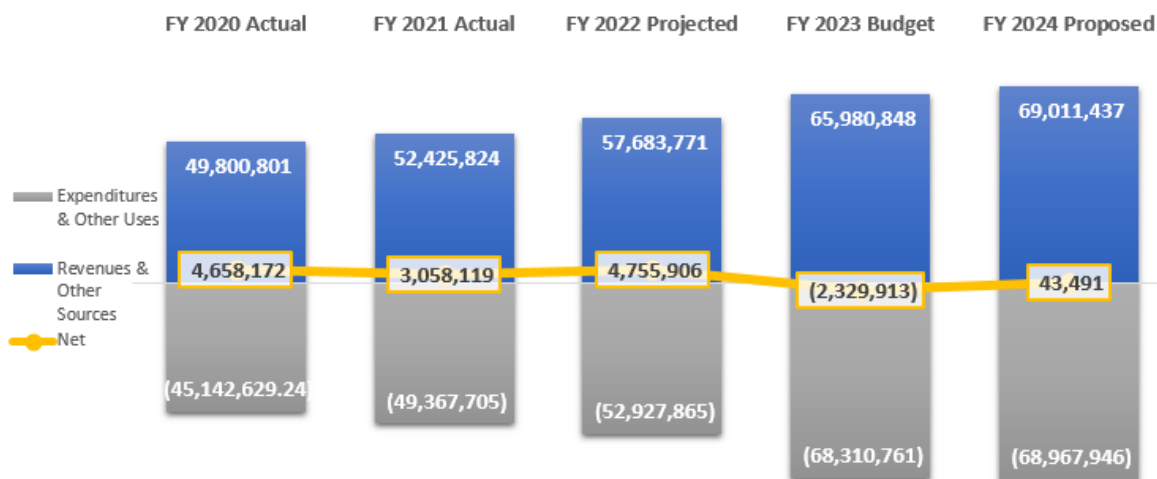 FY 2020 Actual
FY 2021 Actual
FY 2022 Projected
FY 2023 Budget
FY 2024 Proposed
49,800,801
52,425,824
57,683,771
65,980,848
69,011,437
Expenditures
& Other Uses
Revenues &
Other
Sources
Net
4,658,172
3,058,119
4,755,906
(2,329,913)
43,491
(45,142,629.24)
(49,367,705)
(52,927,865)
(68,310,761)
(68,967,946)